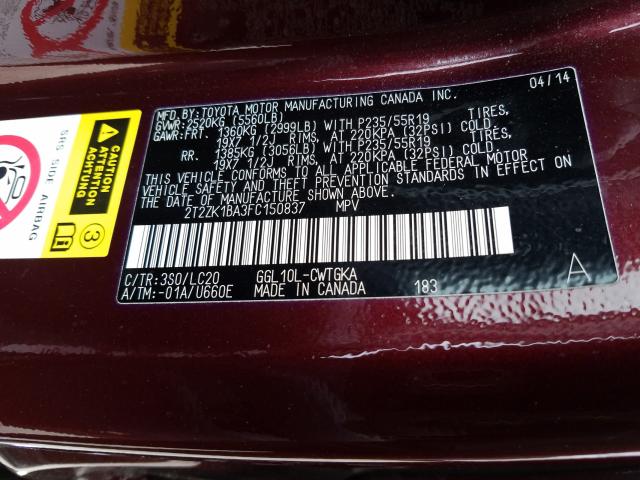 MFD. BY: TOYOTA MOTOR MANUFACTURING CANADA INC. 04/14
GVWR: 2520KG (5560LB)
GAWR: FRT. 1360KG (2999LB) WITH P235/55R19 TIRES,
19X7 1/2J RIMS, AT 220KPA (32PSI) COLD.
RR. 1385KG (3056LB) WITH P235/55R19 TIRES,
19X7 1/2J RIMS, AT 220KPA (32PSI) COLD.
THIS VEHICLE CONFORMS TO ALL APPLICABLE FEDERAL MOTOR
VEHICLE SAFETY AND THEFT PREVENTION STANDARDS IN EFFECT ON
THE DATE OF MANUFACTURE SHOWN ABOVE.
2T2ZK1BA3FC150837 MPV
C/TR: 3S0/LC20 GGL10L-CWTGKA A
A/TM: -01A/U660E MADE IN CANADA 183
CAUTION
ATTENTION
ACHTUNG
SRS SIDE AIRBAG
3